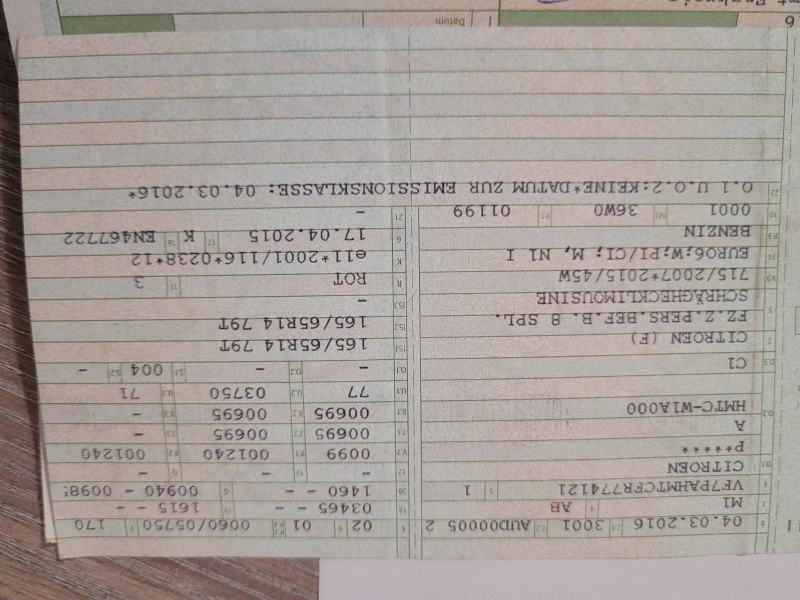 04.03.2016 3001 AUD00005 2
M1 AB
VF7PAHMTCFR774121 1
CITROEN
P*****
A
HMTC-W1A000
C1
CITROEN (F)
FZ.Z.PERS.BEF.B. 8 SPL.
SCHRÄGHECKLIMOUSINE
715/2007*2015/45W
EURO6;W;PI/CI; M, N1 I
BENZIN
0001 36W0 01199
02 01 0060/05750 170
03465 - - 1615 - -
1460 - - 00940 - 0098
- - -
0099 001240 001240
00695 00695 -
00695 00695 -
77 03750 71
- - 004 -
165/65R14 79T
165/65R14 79T
-
ROT 3
e11*2001/116*0238*12
17.04.2015 K EN467722
-
O.1 U.O.2:KEINE*DATUM ZUR EMISSIONSKLASSE: 04.03.2016*
Datum